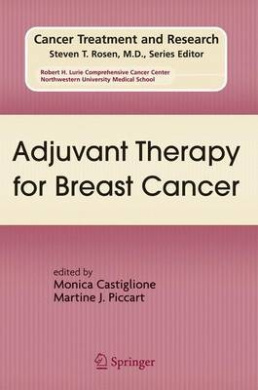 Cancer Treatment and Research
Steven T. Rosen, M.D., Series Editor
Robert H. Lurie Comprehensive Cancer Center
Northwestern University Medical School
Adjuvant Therapy
for Breast Cancer
edited by
Monica Castiglione
Martine J. Piccart
Springer